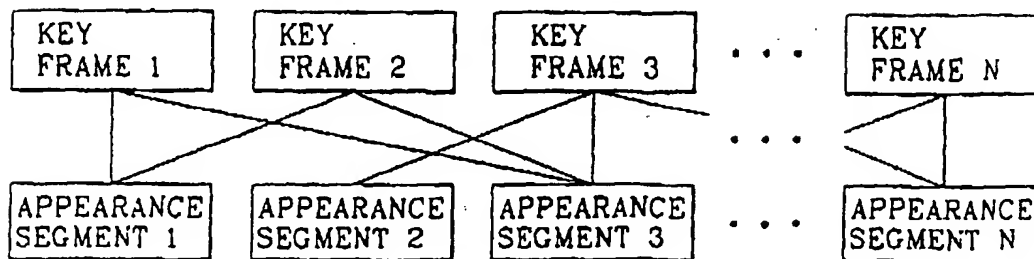 KEY
FRAME 1
KEY
FRAME 2
KEY
FRAME 3
. . .
KEY
FRAME N
. . .
APPEARANCE
SEGMENT 1
APPEARANCE
SEGMENT 2
APPEARANCE
SEGMENT 3
. . .
APPEARANCE
SEGMENT N